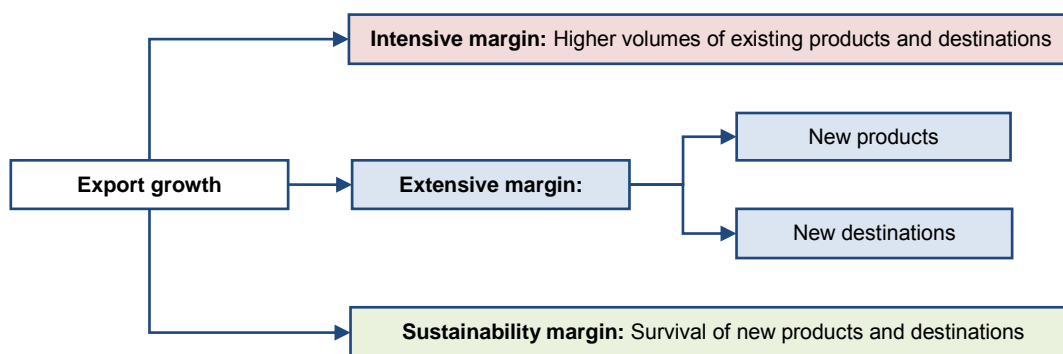 Intensive margin: Higher volumes of existing products and destinations
New products
Export growth
Extensive margin:
New destinations
Sustainability margin: Survival of new products and destinations